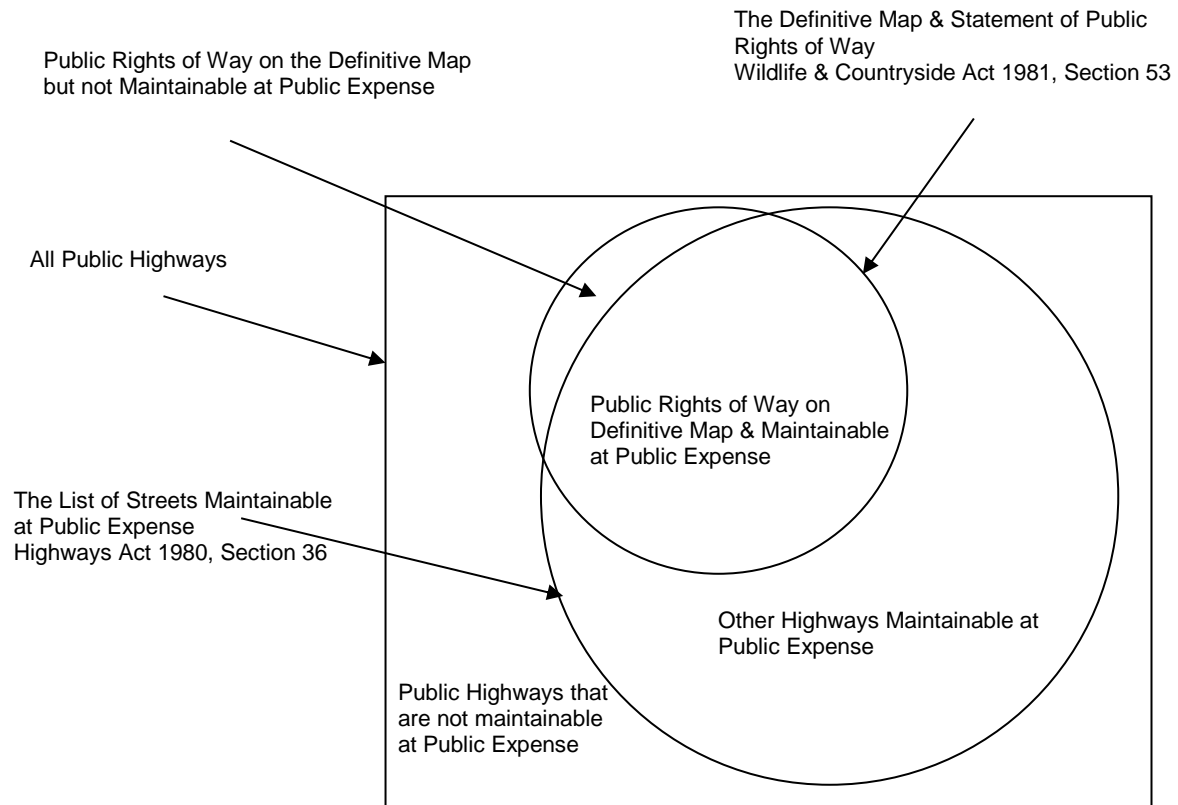 The Definitive Map & Statement of Public
Rights of Way
Wildlife & Countryside Act 1981, Section 53
Public Rights of Way on the Definitive Map
but not Maintainable at Public Expense
All Public Highways
Public Rights of Way on
Definitive Map & Maintainable
at Public Expense
The List of Streets Maintainable
at Public Expense
Highways Act 1980, Section 36
Other Highways Maintainable at
Public Expense
Public Highways that
are not maintainable
at Public Expense